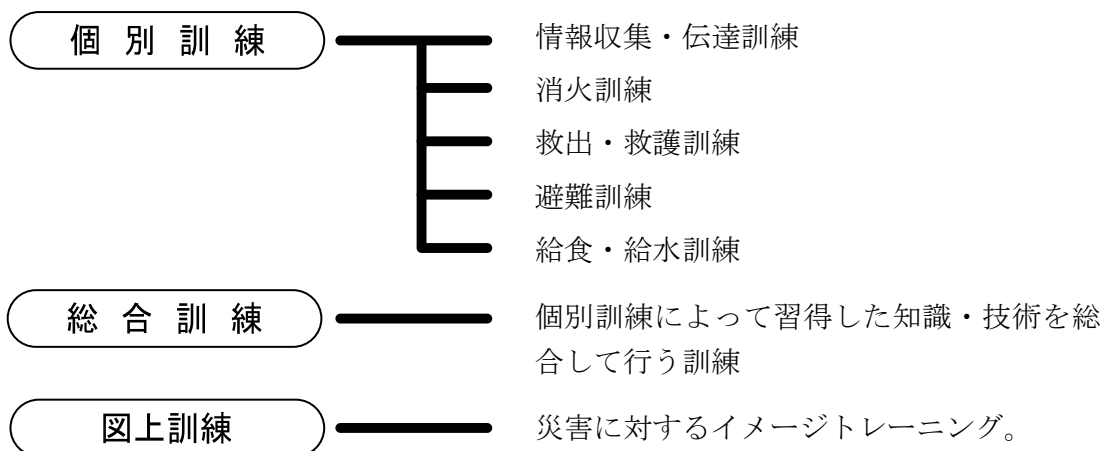 個別訓練
情報収集・伝達訓練
消火訓練
救出・救護訓練
避難訓練
給食・給水訓練
総合訓練
個別訓練によって習得した知識・技術を総
合して行う訓練
図上訓練
災害に対するイメージトレーニング。